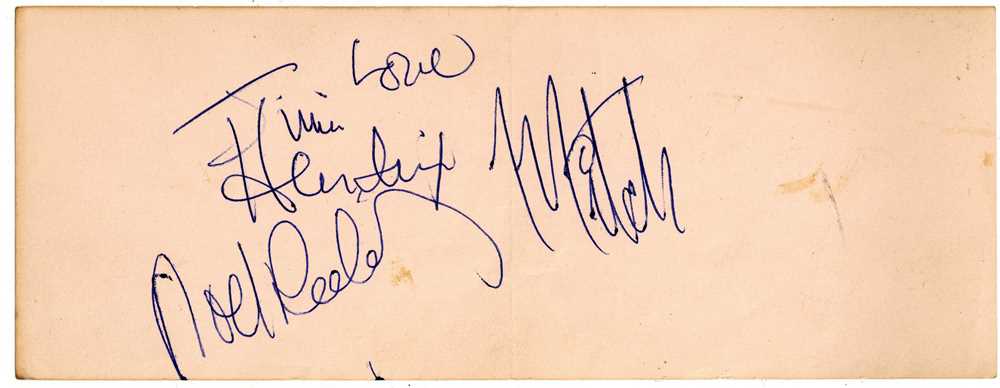 Love
Jimi
Hendrix
Noel Redding
Mitch